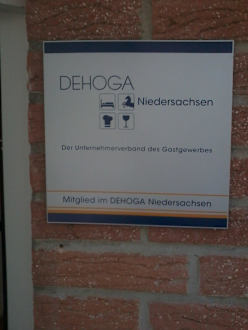 DEHOGA
Niedersachsen
Der Unternehmerverband des Gastgewerbes
Mitglied im DEHOGA Niedersachsen